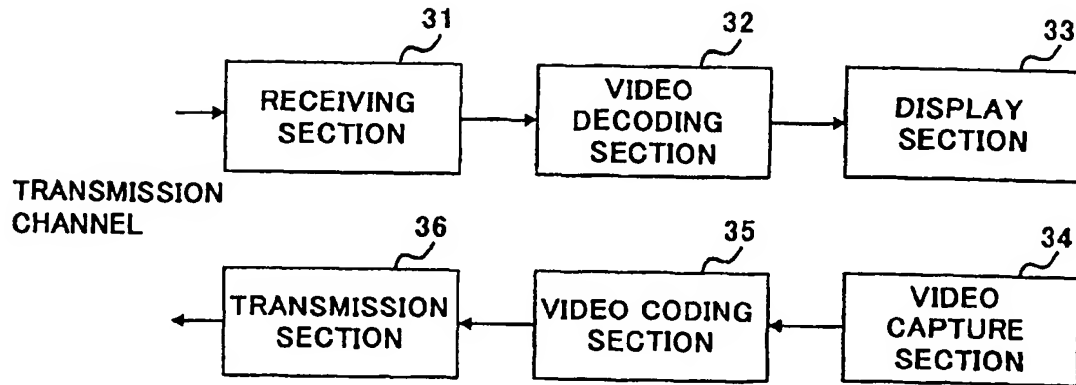 31
RECEIVING
SECTION
32
VIDEO
DECODING
SECTION
33
DISPLAY
SECTION
TRANSMISSION
CHANNEL
36
TRANSMISSION
SECTION
35
VIDEO CODING
SECTION
34
VIDEO
CAPTURE
SECTION